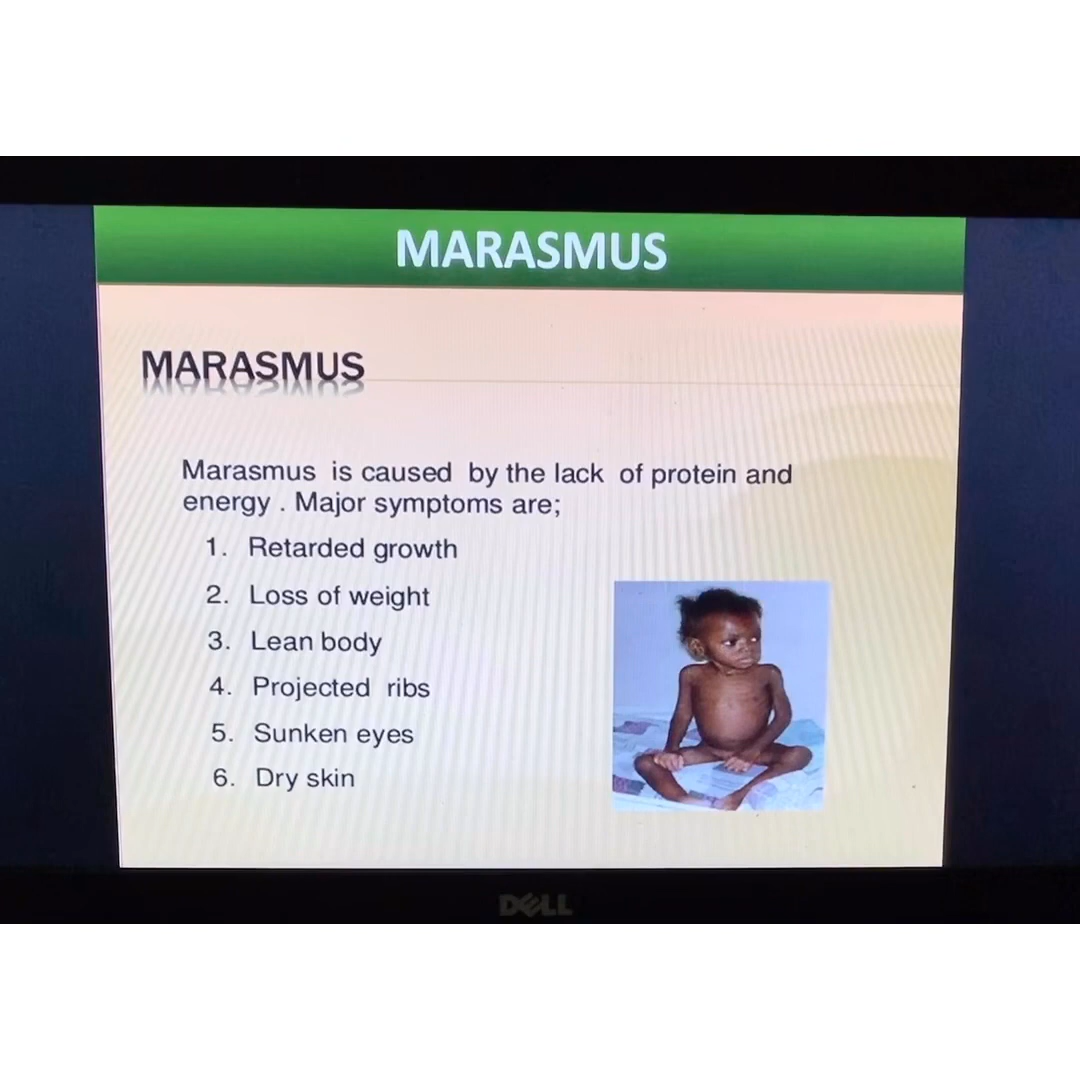 MARASMUS
MARASMUS
Marasmus is caused by the lack of protein and
energy . Major symptoms are;
1. Retarded growth
2. Loss of weight
3. Lean body
4. Projected ribs
5. Sunken eyes
6. Dry skin
DELL